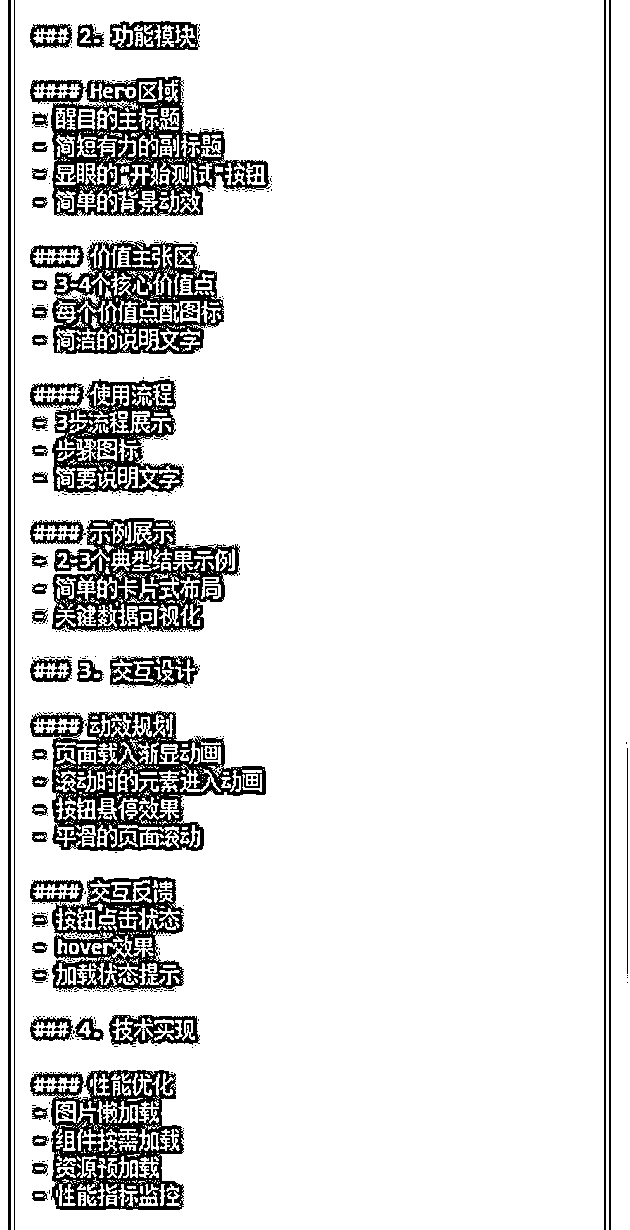 ### 2. 功能模块
#### Hero区域
- 醒目的主标题
- 简短有力的副标题
- 显眼的"开始测试"按钮
- 简单的背景动效
#### 价值主张区
- 3-4个核心价值点
- 每个价值点配图标
- 简洁的说明文字
#### 使用流程
- 3步流程展示
- 步骤图标
- 简要说明文字
#### 示例展示
- 2-3个典型结果示例
- 简单的卡片式布局
- 关键数据可视化
### 3. 交互设计
#### 动效规划
- 页面载入渐显动画
- 滚动时的元素进入动画
- 按钮悬停效果
- 平滑的页面滚动
#### 交互反馈
- 按钮点击状态
- hover效果
- 加载状态提示
### 4. 技术实现
#### 性能优化
- 图片懒加载
- 组件按需加载
- 资源预加载
- 性能指标监控